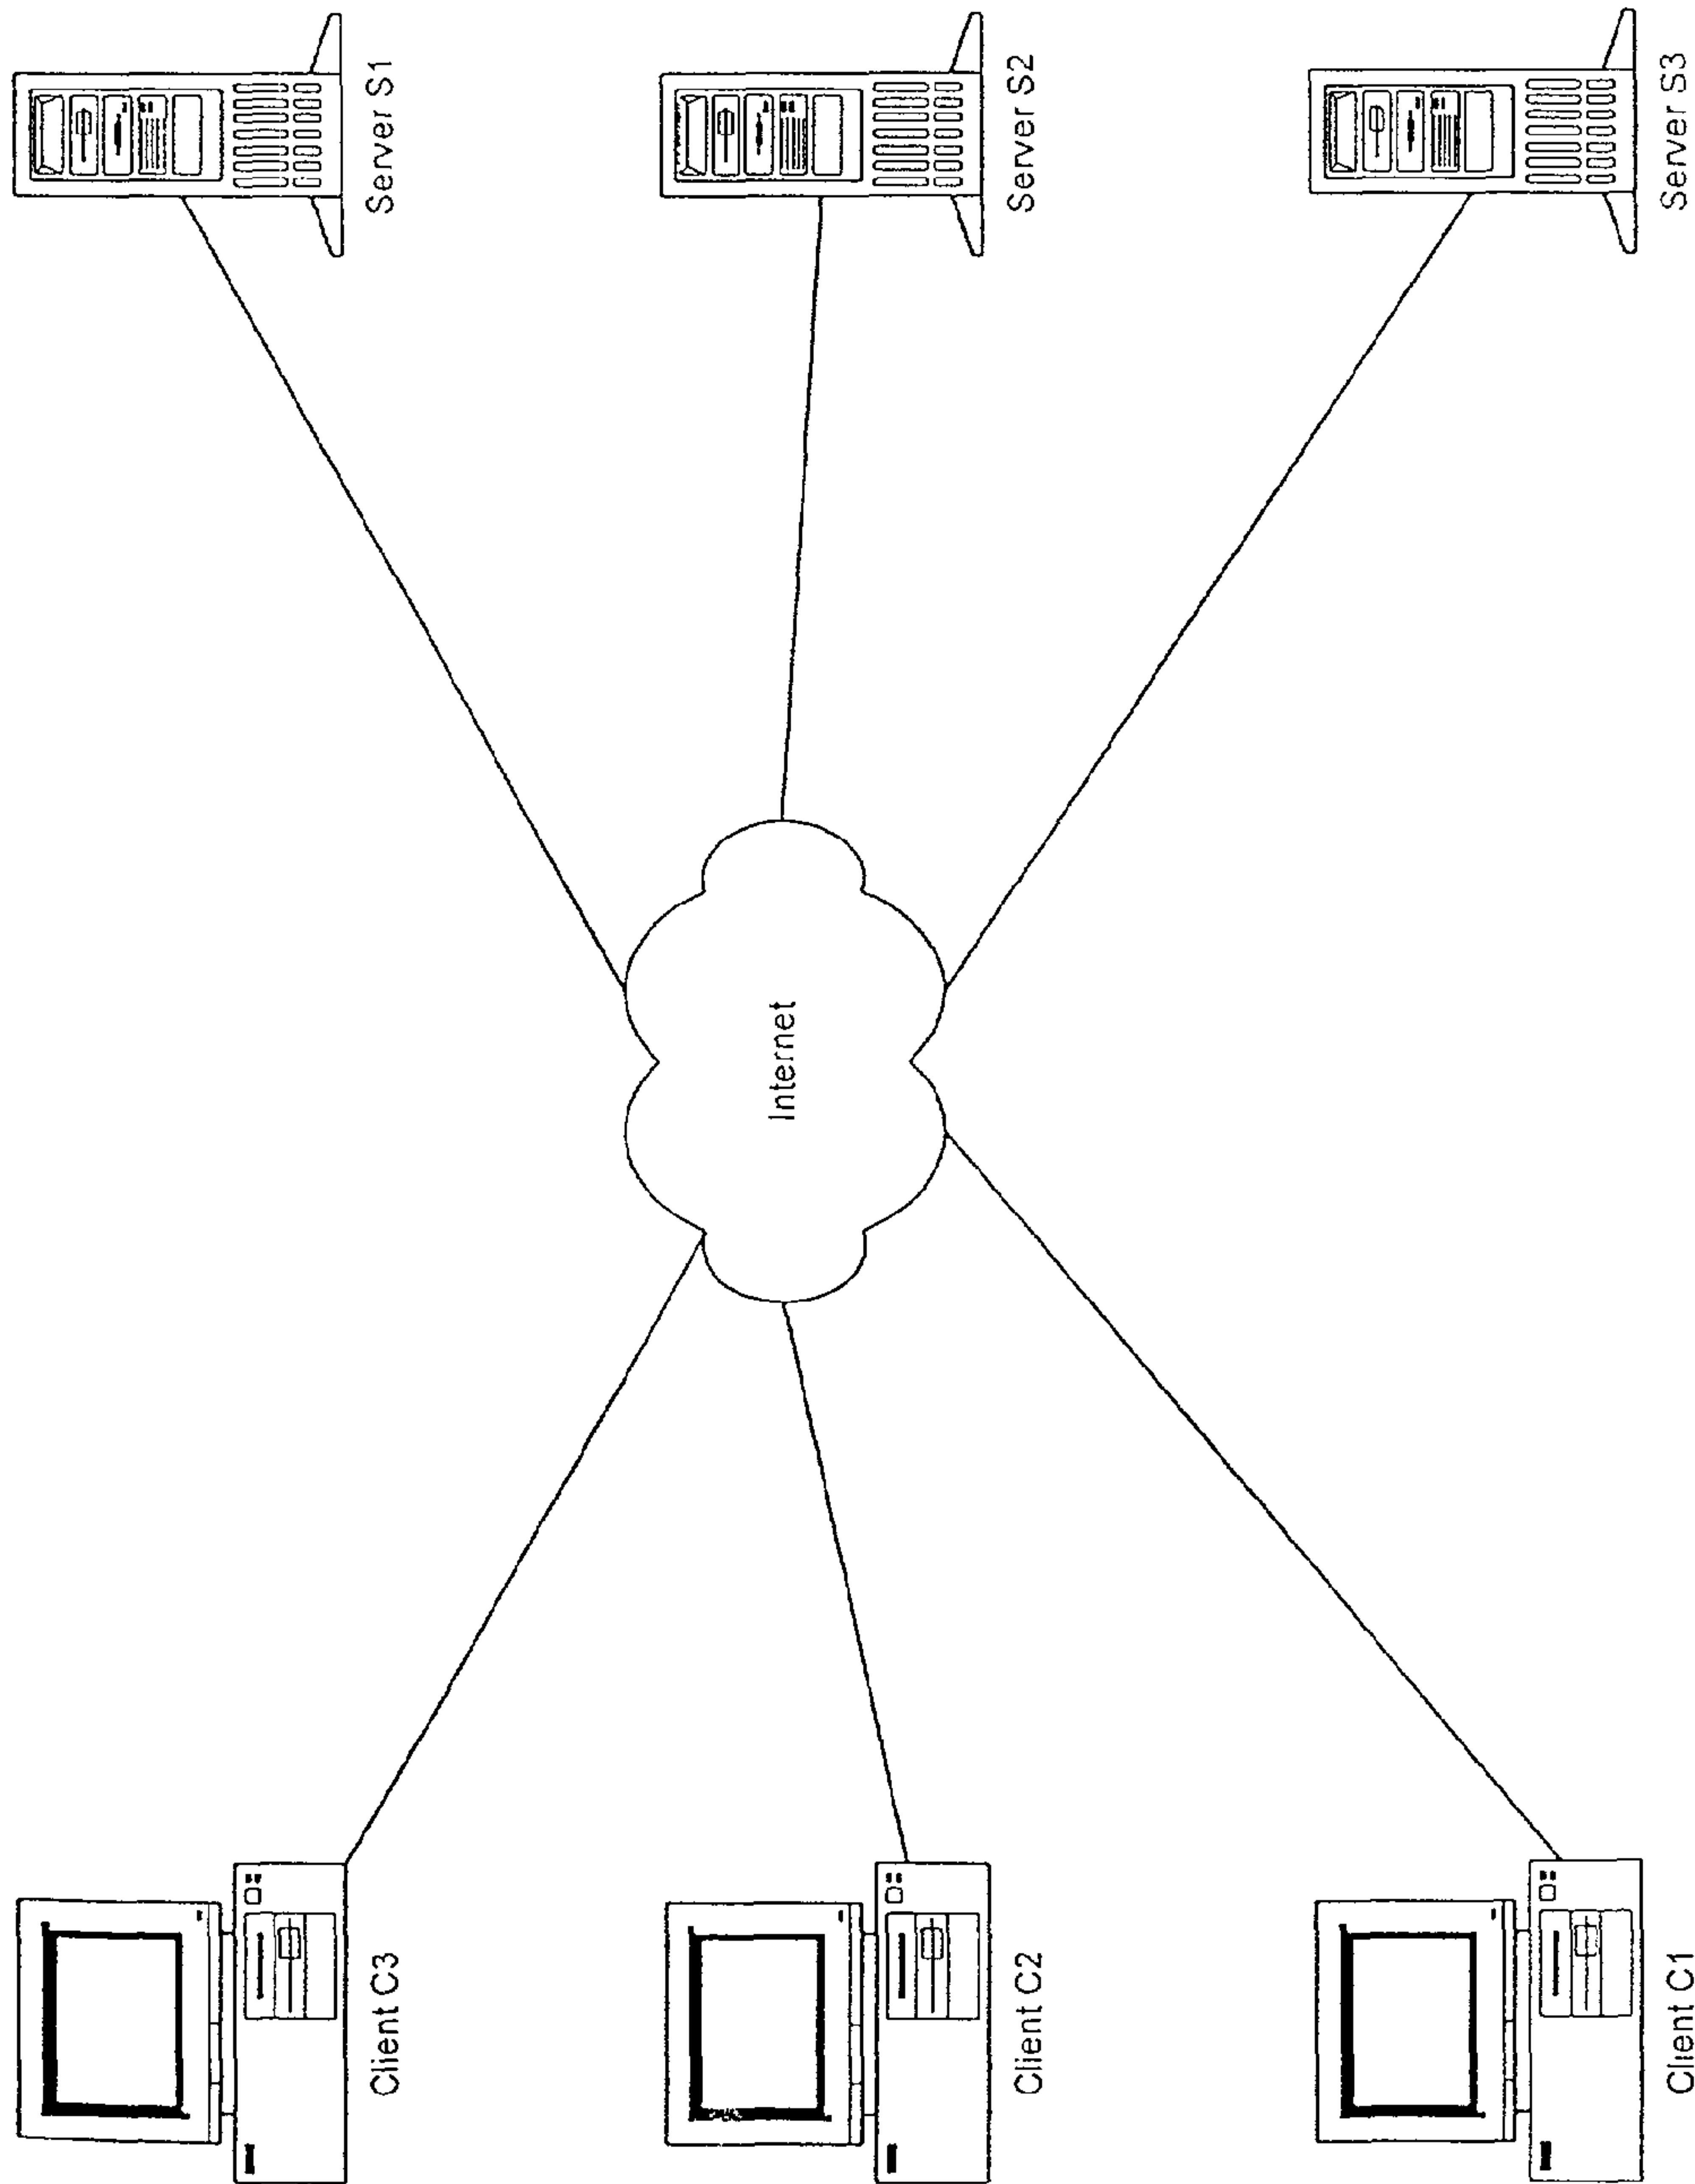 Client C3
Server S1
Client C2
Internet
Server S2
Client C1
Server S3